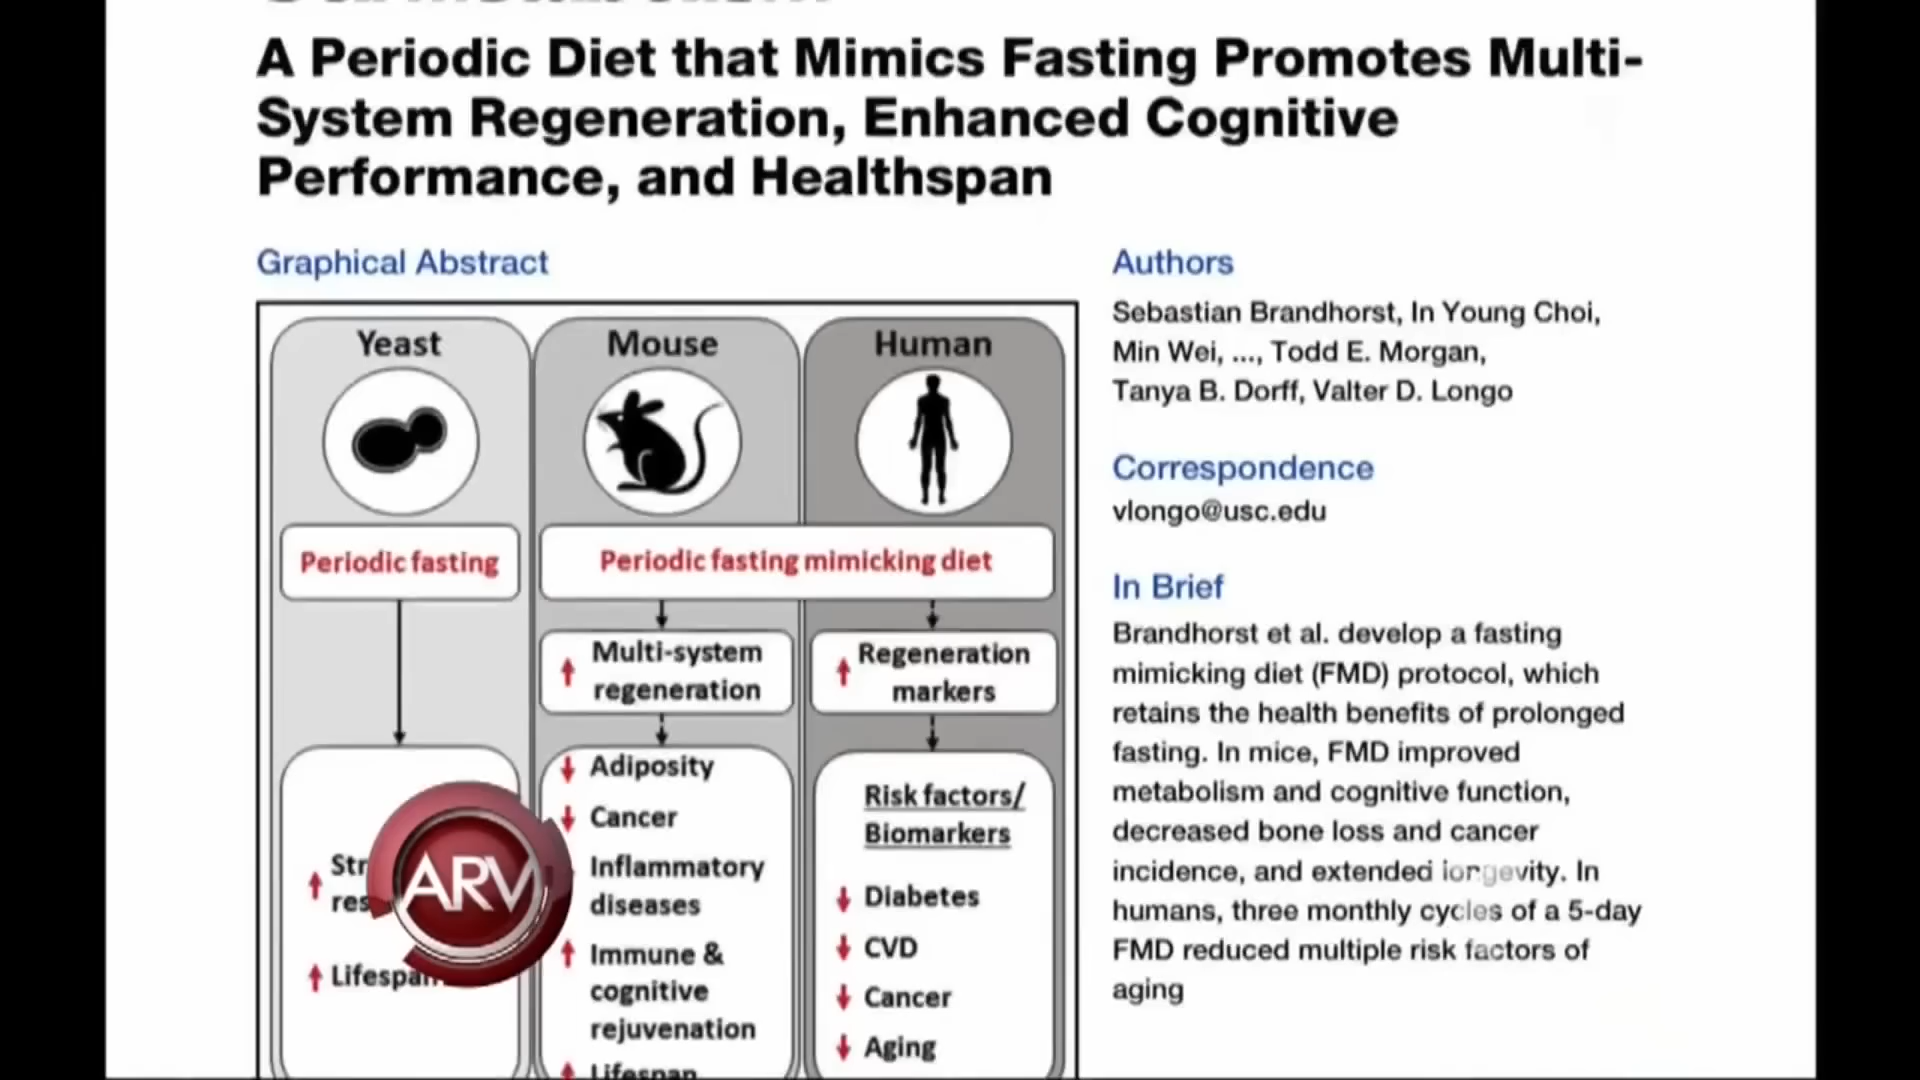 A Periodic Diet that Mimics Fasting Promotes Multi-
System Regeneration, Enhanced Cognitive
Performance, and Healthspan
Graphical Abstract
Yeast
Periodic fasting
Lifespan
Mouse
Human
Periodic fasting mimicking diet
Multi-system
regeneration
Regeneration
markers
Adiposity
Cancer
Inflammatory
diseases
Immune &
cognitive
rejuvenation
Lifespan
Risk factors/
Biomarkers
Diabetes
CVD
Cancer
Aging
ARV
Authors
Sebastian Brandhorst, In Young Choi,
Min Wei, ..., Todd E. Morgan,
Tanya B. Dorff, Valter D. Longo
Correspondence
vlongo@usc.edu
In Brief
Brandhorst et al. develop a fasting
mimicking diet (FMD) protocol, which
retains the health benefits of prolonged
fasting. In mice, FMD improved
metabolism and cognitive function,
decreased bone loss and cancer
incidence, and extended longevity. In
humans, three monthly cycles of a 5-day
FMD reduced multiple risk factors of
aging